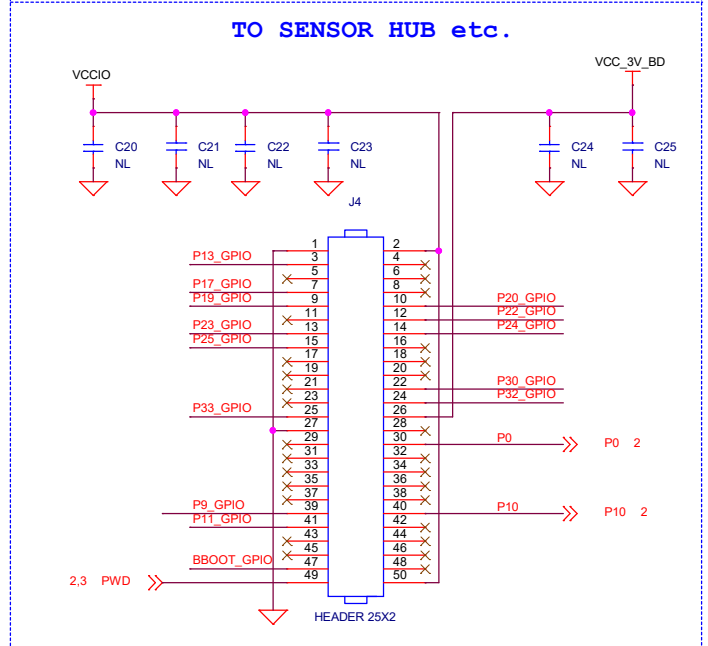 TO SENSOR HUB etc.
VCCIO
VCC_3V_BD
C20 C21 C22 C23 C24 C25
NL NL NL NL NL NL
J4
1 2
P13_GPIO 3 4
5 6
P17_GPIO 7 8
P19_GPIO 9 10 P20_GPIO
11 12 P22_GPIO
P23_GPIO 13 14 P24_GPIO
P25_GPIO 15 16
17 18
19 20
21 22 P30_GPIO
23 24 P32_GPIO
P33_GPIO 25 26
27 28
29 30 P0 P0 2
31 32
33 34
35 36
37 38
P9_GPIO 39 40 P10 P10 2
P11_GPIO 41 42
43 44
45 46
BBOOT_GPIO 47 48
2,3 PWD 49 50
HEADER 25X2